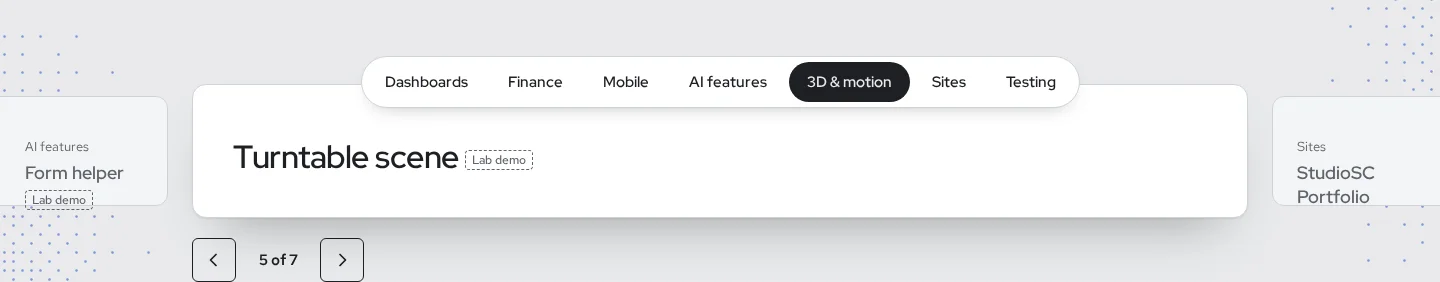 Dashboards Finance Mobile AI features 3D & motion Sites Testing
AI features
Form helper
Lab demo
Turntable scene Lab demo
Sites
StudioSC
Portfolio
5 of 7